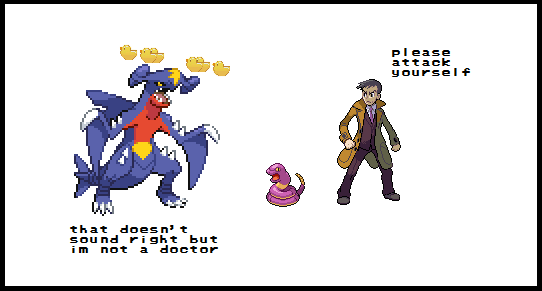 please
attack
yourself
that doesn't
sound right but
im not a doctor